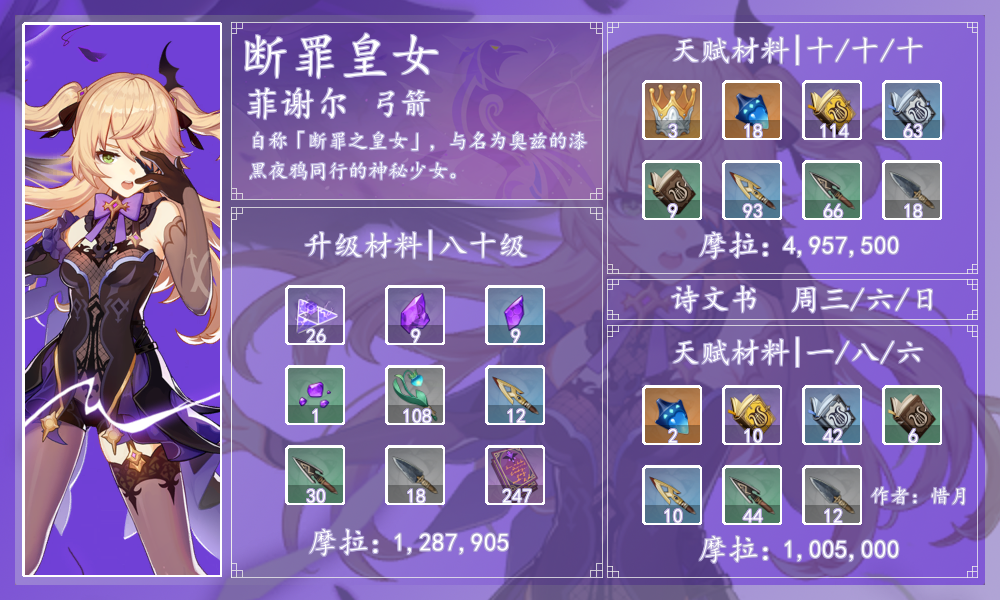 断罪皇女
菲谢尔 弓箭
自称「断罪之皇女」，与名为奥兹的漆
黑夜鸦同行的神秘少女。
升级材料|八十级
26 9 9
1 108 12
30 18 247
摩拉: 1,287,905
天赋材料|十/十/十
3 18 114 63
9 93 66 18
摩拉: 4,957,500
诗文书 周三/六/日
天赋材料|一/八/六
2 10 42 6
10 44 12
作者: 惜月
摩拉: 1,005,000